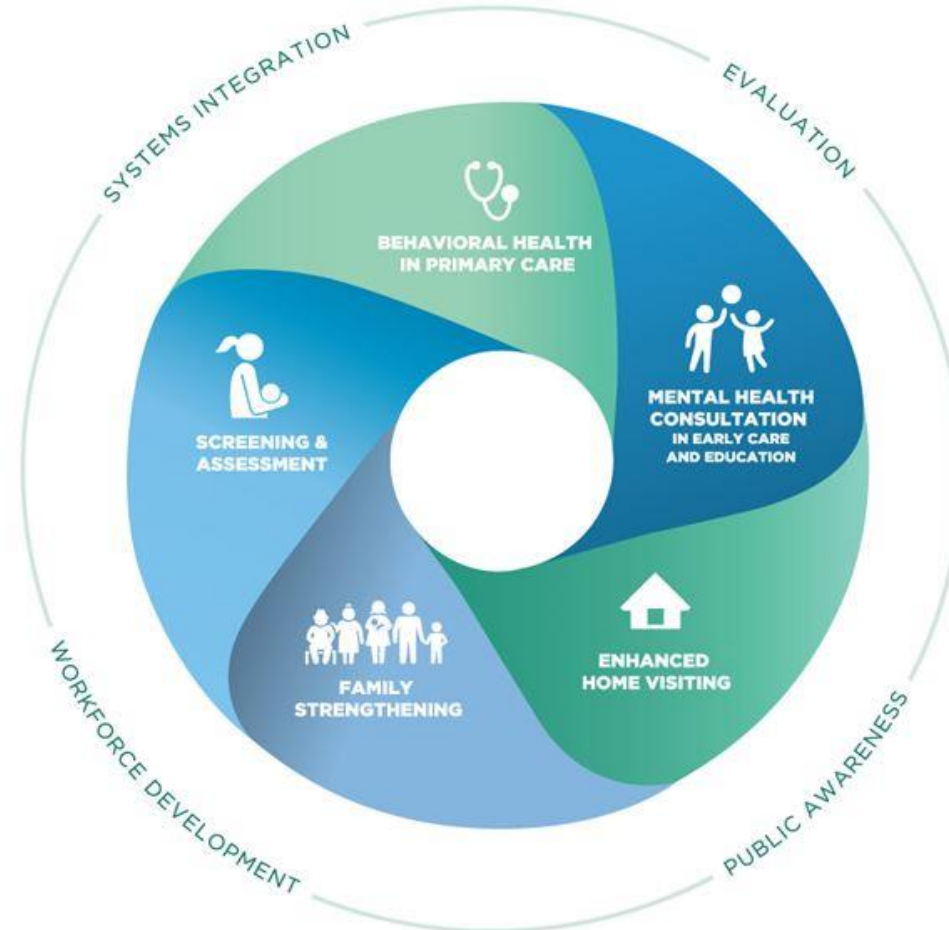 SYSTEMS INTEGRATION
EVALUATION
BEHAVIORAL HEALTH
IN PRIMARY CARE
MENTAL HEALTH
CONSULTATION
IN EARLY CARE
AND EDUCATION
SCREENING &
ASSESSMENT
ENHANCED
HOME VISITING
FAMILY
STRENGTHENING
WORKFORCE DEVELOPMENT
PUBLIC AWARENESS